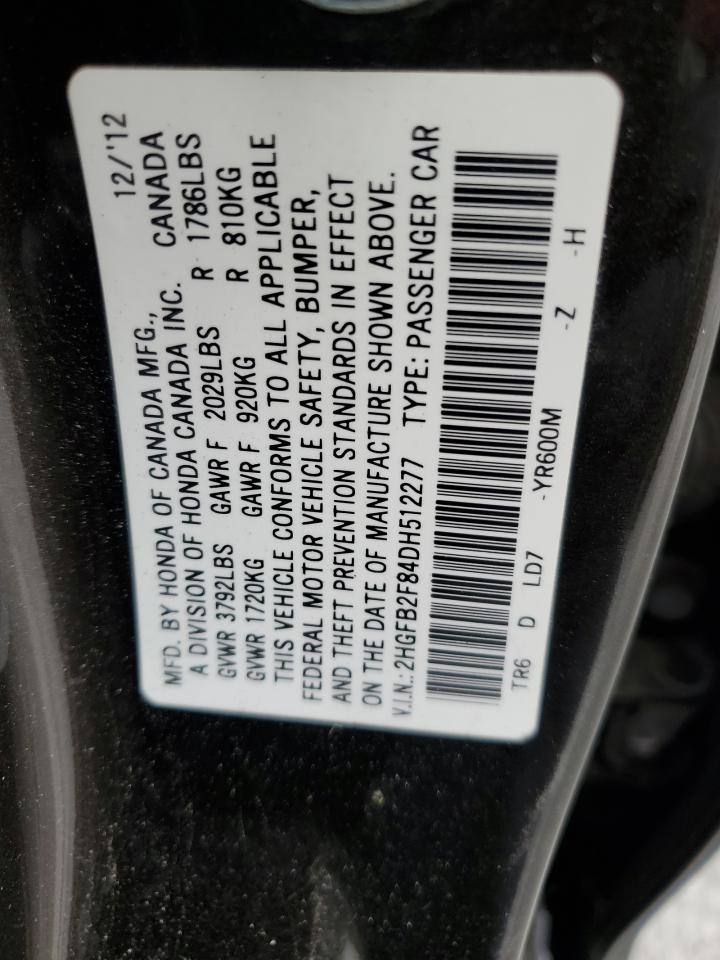 MFD. BY HONDA OF CANADA MFG., 12/'12
A DIVISION OF HONDA CANADA INC. CANADA
GVWR 3792LBS GAWR F 2029LBS R 1786LBS
GVWR 1720KG GAWR F 920KG R 810KG
THIS VEHICLE CONFORMS TO ALL APPLICABLE
FEDERAL MOTOR VEHICLE SAFETY, BUMPER,
AND THEFT PREVENTION STANDARDS IN EFFECT
ON THE DATE OF MANUFACTURE SHOWN ABOVE.
V.I.N.: 2HGFB2F84DH512277 TYPE: PASSENGER CAR
TR6 D LD7 -YR600M -Z -H